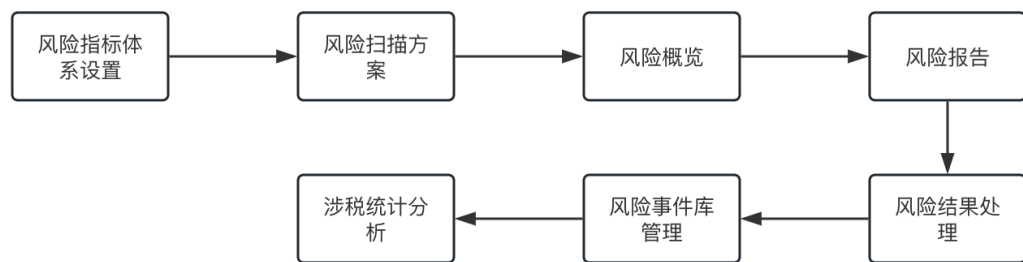 风险指标体
系设置
风险扫描方
案
风险概览
风险报告
风险结果处
理
风险事件库
管理
涉税统计分
析